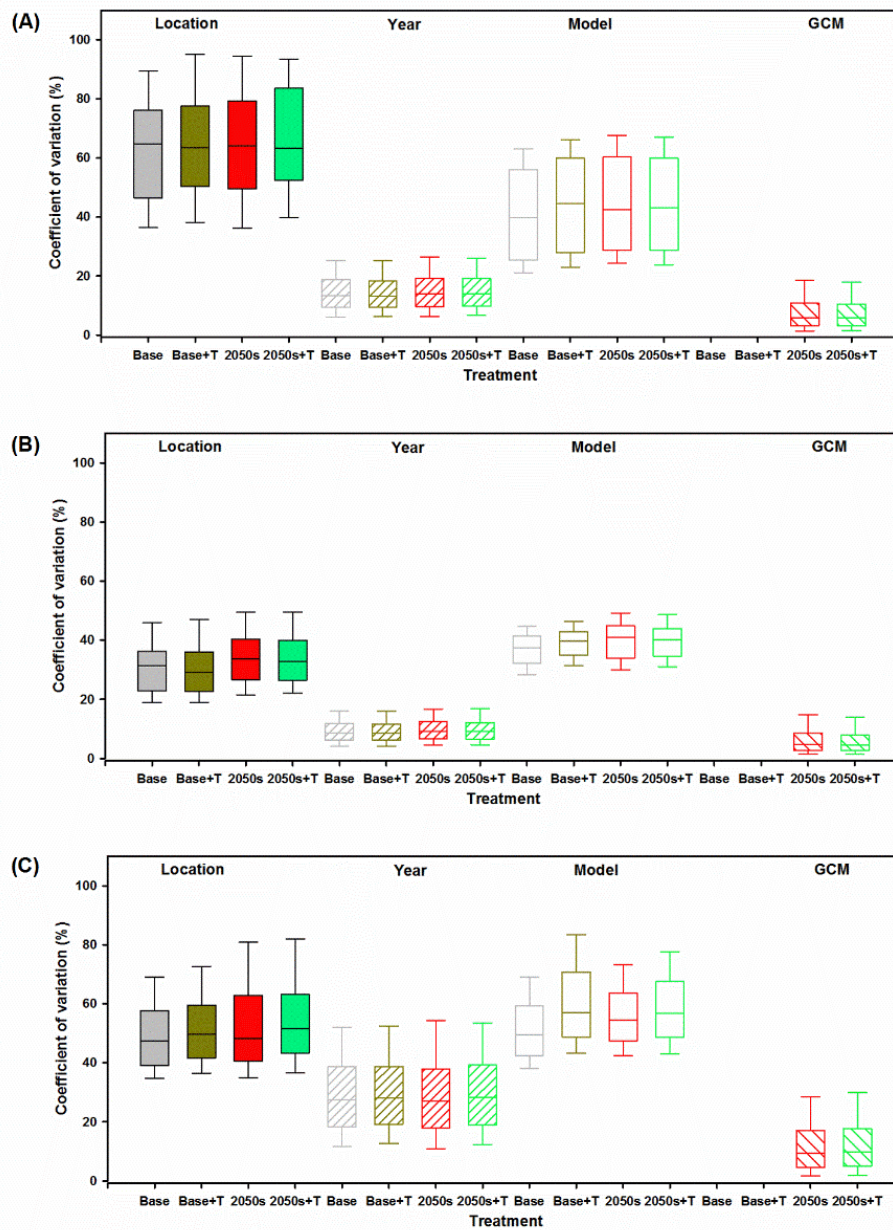 (A)
Location Year Model GCM
Coefficient of variation (%)
100
80
60
40
20
0
Base Base+T 2050s 2050s+T Base Base+T 2050s 2050s+T Base Base+T 2050s 2050s+T Base Base+T 2050s 2050s+T
Treatment
(B)
Location Year Model GCM
Coefficient of variation (%)
100
80
60
40
20
0
Base Base+T 2050s 2050s+T Base Base+T 2050s 2050s+T Base Base+T 2050s 2050s+T Base Base+T 2050s 2050s+T
Treatment
(C)
Location Year Model GCM
Coefficient of variation (%)
100
80
60
40
20
0
Base Base+T 2050s 2050s+T Base Base+T 2050s 2050s+T Base Base+T 2050s 2050s+T Base Base+T 2050s 2050s+T
Treatment